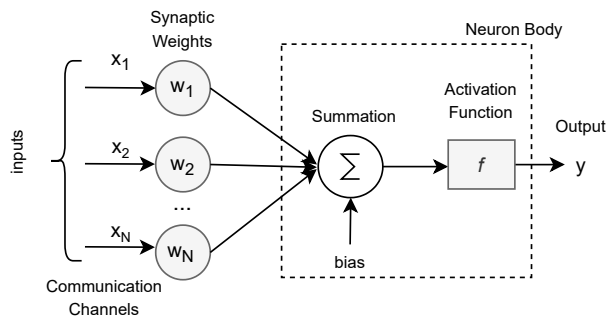 Synaptic
Weights
Neuron Body
x1
w1
Activation
Function
Summation
Output
inputs
x2
w2
∑
f
y
...
xN
wN
bias
Communication
Channels